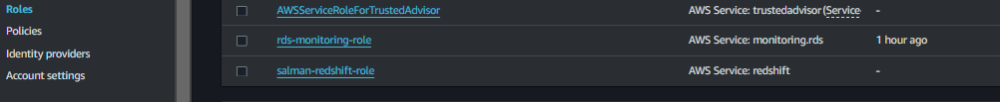 Roles
Policies
Identity providers
Account settings
AWSServiceRoleForTrustedAdvisor AWS Service: trustedadvisor (Service- -
rds-monitoring-role AWS Service: monitoring.rds 1 hour ago
salman-redshift-role AWS Service: redshift -